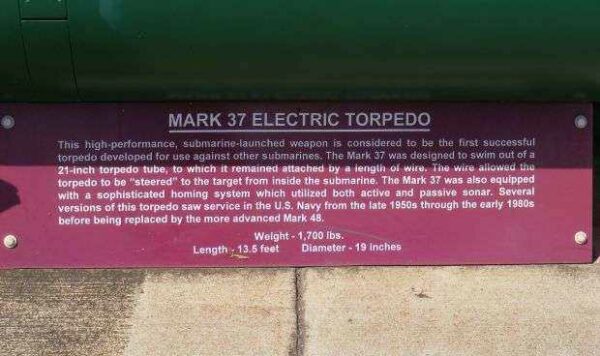 MARK 37 ELECTRIC TORPEDO
This high-performance, submarine-launched weapon is considered to be the first successful
torpedo developed for use against other submarines. The Mark 37 was designed to swim out of a
21-inch torpedo tube, to which it remained attached by a length of wire. The wire allowed the
torpedo to be "steered" to the target from inside the submarine. The Mark 37 was also equipped
with a sophisticated homing system which utilized both active and passive sonar. Several
versions of this torpedo saw service in the U.S. Navy from the late 1950s through the early 1980s
before being replaced by the more advanced Mark 48.
Weight - 1,700 lbs.
Length - 13.5 feet Diameter - 19 inches